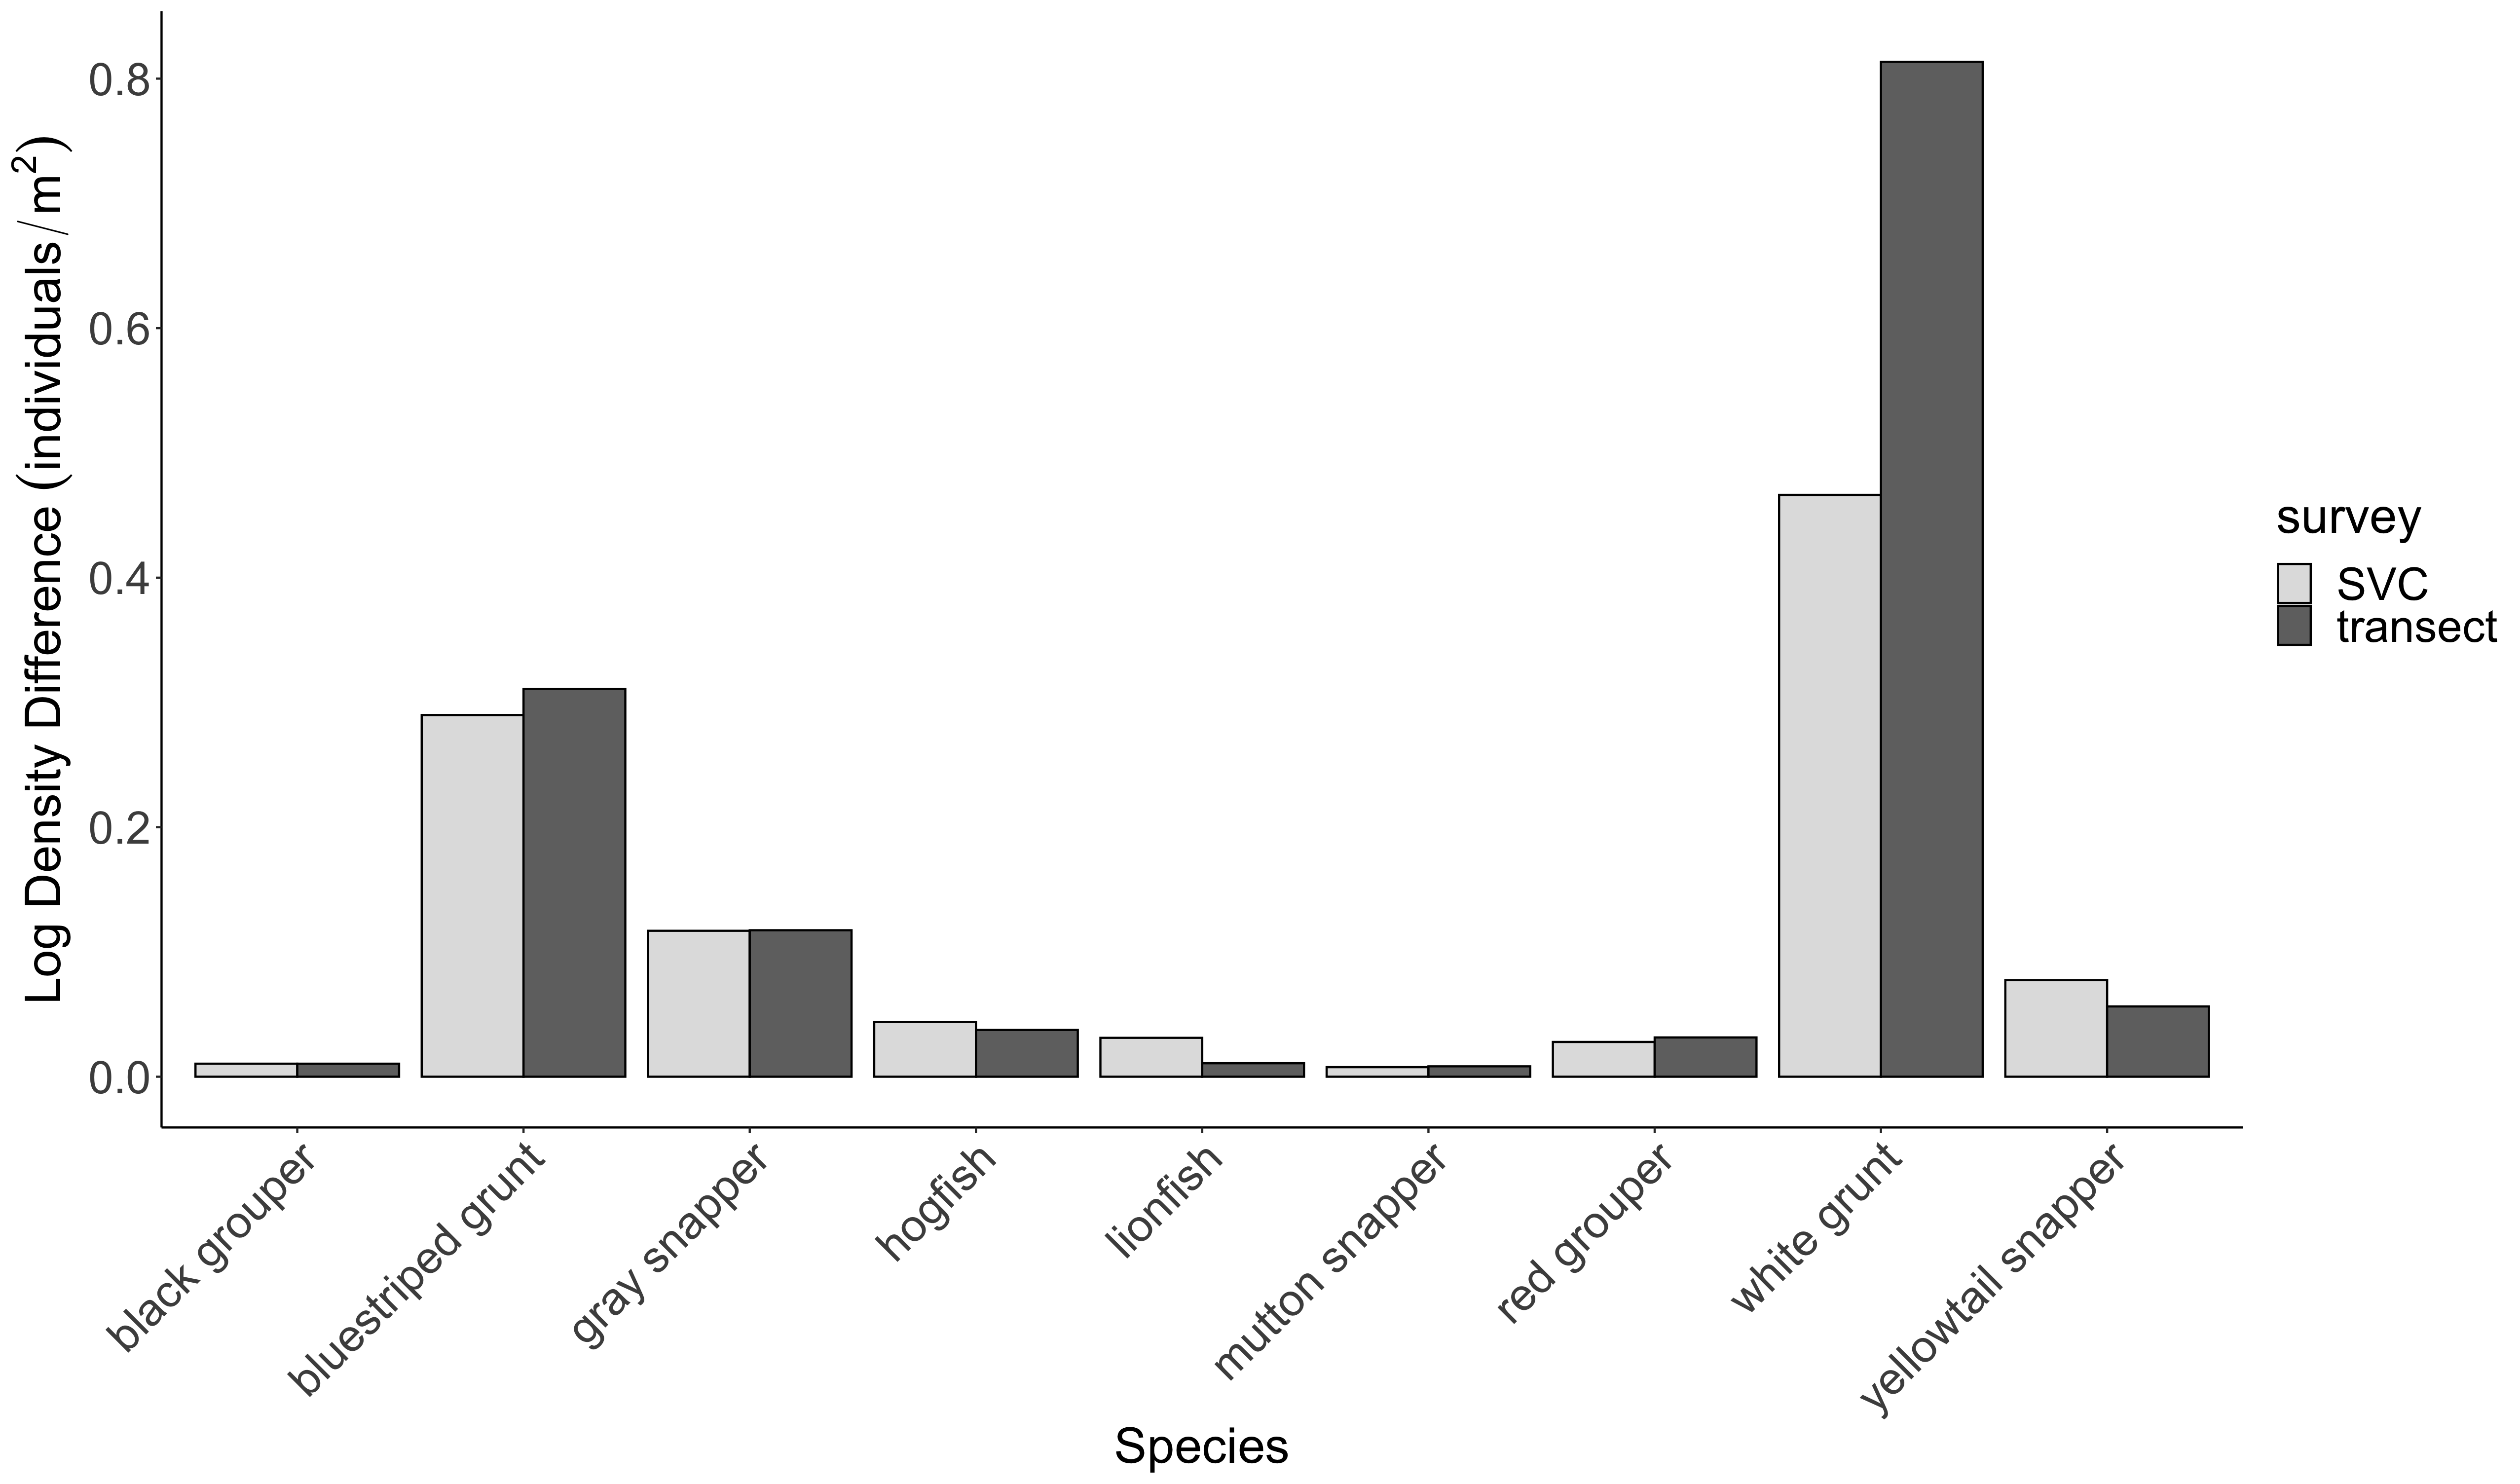 Log Density Difference (individuals/m²)
0.8
0.6
0.4
0.2
0.0
black grouper
bluestriped grunt
gray snapper
hogfish
lionfish
mutton snapper
red grouper
white grunt
yellowtail snapper
Species
survey
SVC
transect